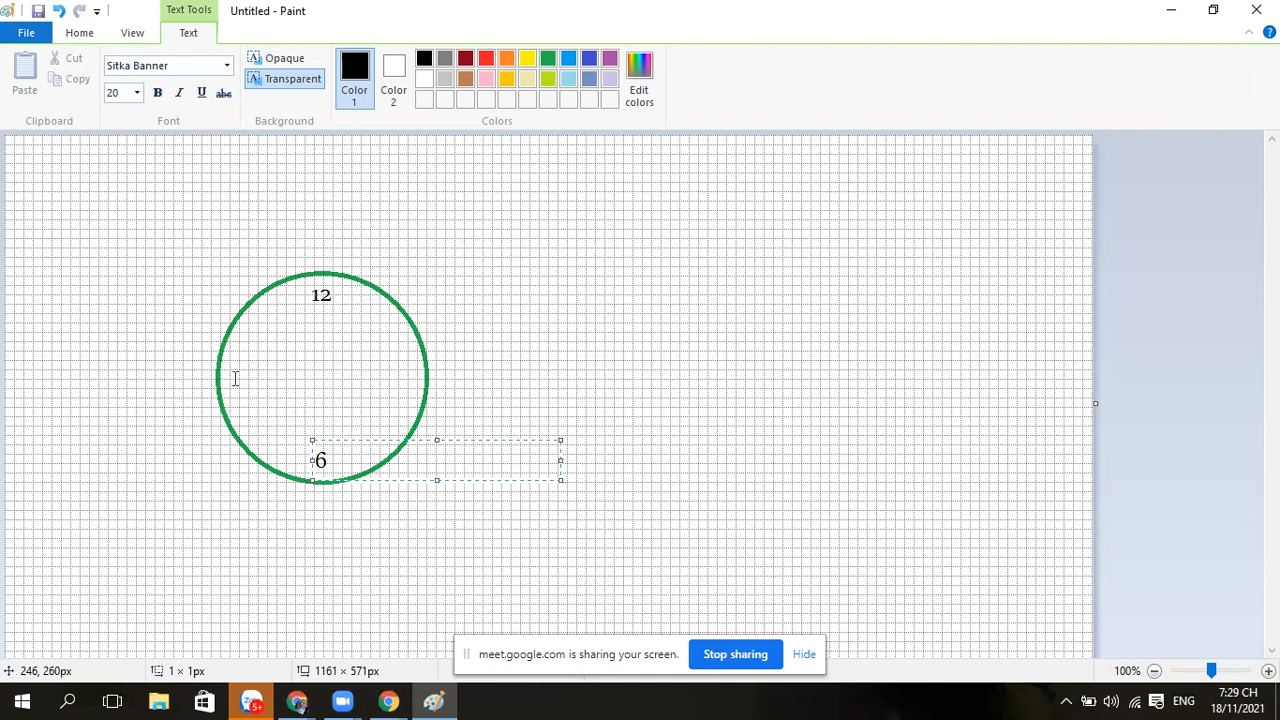 Text Tools
Untitled - Paint
File
Home
View
Text
Paste
Cut
Copy
Clipboard
Sitka Banner
20
B
I
U
abc
Font
Opaque
Transparent
Background
Color
1
Color
2
Edit
colors
Colors
12
6
meet.google.com is sharing your screen.
Stop sharing
Hide
246, 260px
1 × 1px
1161 × 571px
100%
5+
ENG
7:29 CH
18/11/2021